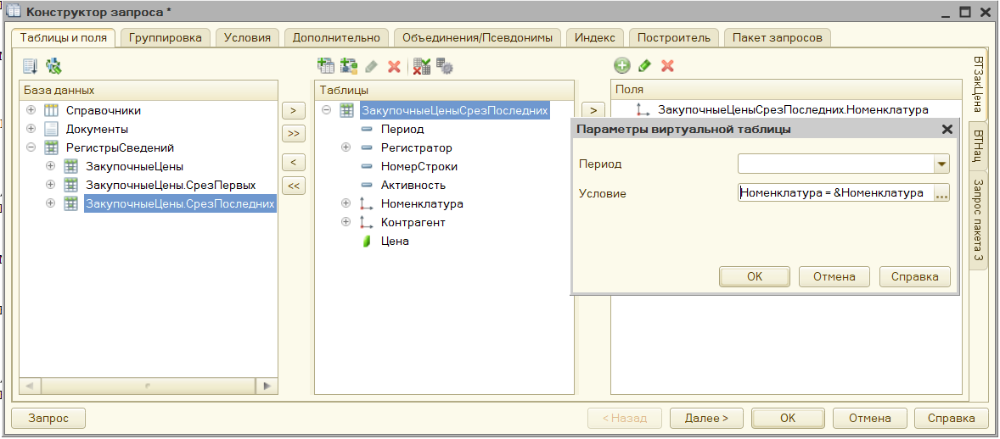 Конструктор запроса *
Таблицы и поля
Группировка
Условия
Дополнительно
Объединения/Псевдонимы
Индекс
Построитель
Пакет запросов
База данных
Справочники
Документы
РегистрыСведений
ЗакупочныеЦены
ЗакупочныеЦены.СрезПервых
ЗакупочныеЦены.СрезПоследних
>
>>
<
<<
Таблицы
ЗакупочныеЦеныСрезПоследних
Период
Регистратор
НомерСтроки
Активность
Номенклатура
Контрагент
Цена
>
Поля
ЗакупочныеЦеныСрезПоследних.Номенклатура
Параметры виртуальной таблицы
Период
Условие
Номенклатура = &Номенклатура
...
ОК
Отмена
Справка
ВТЗакЦена
ВТНац
Запрос пакета 3
Запрос
< Назад
Далее >
ОК
Отмена
Справка